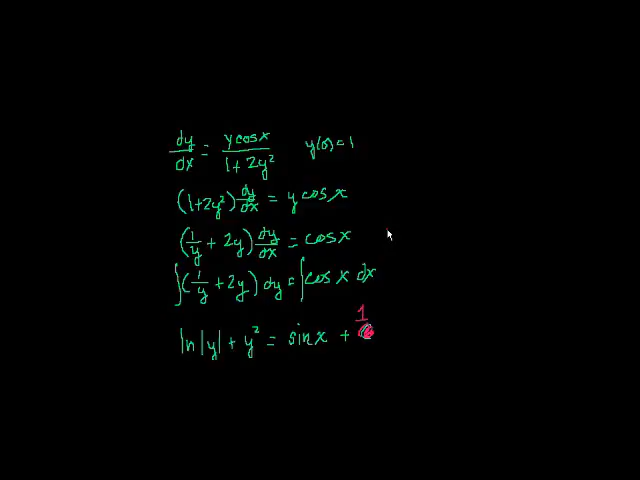 dy/dx = y cos x / 1 + 2y² y(0) = 1
(1+2y²) dy/dx = y cos x
(1/y + 2y) dy/dx = cos x
∫(1/y + 2y) dy = ∫cos x dx
ln|y| + y² = sin x + 1